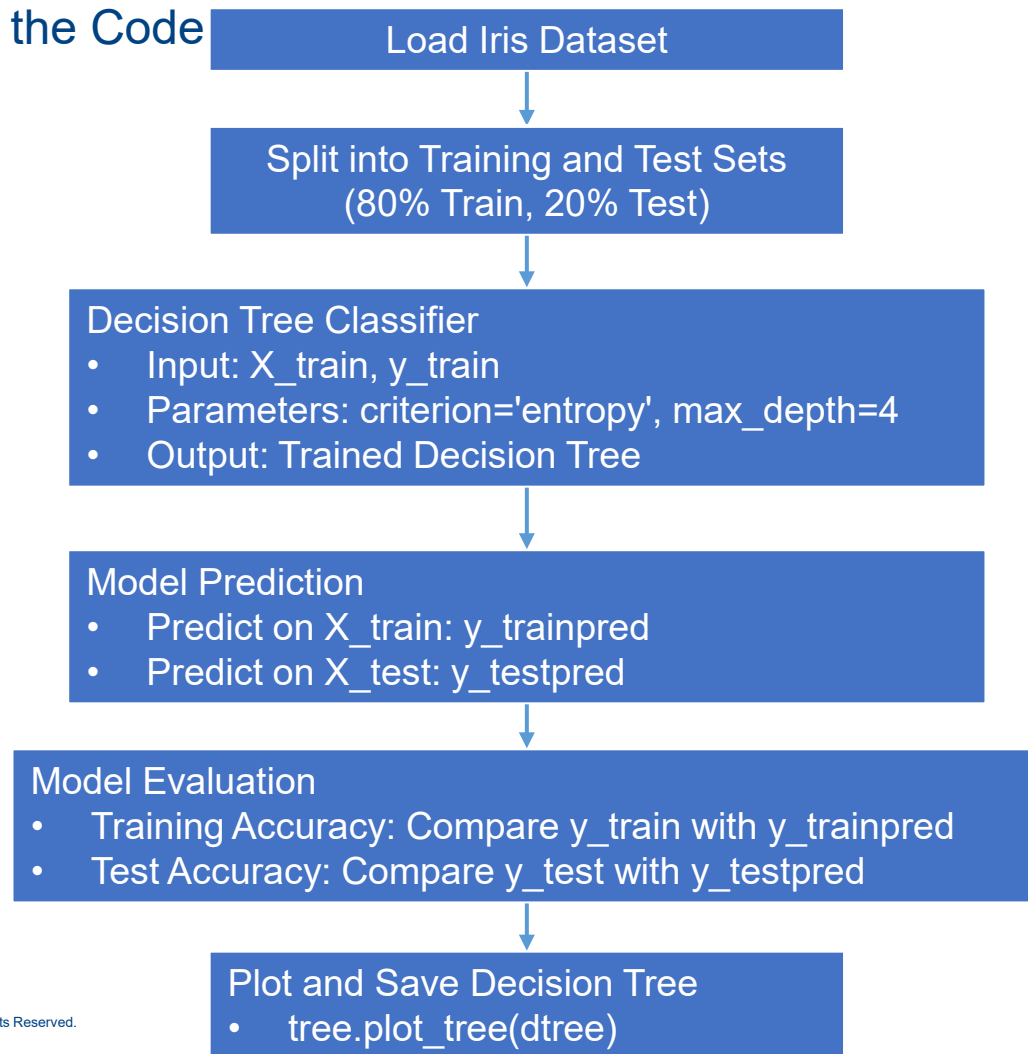 the Code
Load Iris Dataset
Split into Training and Test Sets
(80% Train, 20% Test)
Decision Tree Classifier
• Input: X_train, y_train
• Parameters: criterion='entropy', max_depth=4
• Output: Trained Decision Tree
Model Prediction
• Predict on X_train: y_trainpred
• Predict on X_test: y_testpred
Model Evaluation
• Training Accuracy: Compare y_train with y_trainpred
• Test Accuracy: Compare y_test with y_testpred
Plot and Save Decision Tree
• tree.plot_tree(dtree)
ts Reserved.